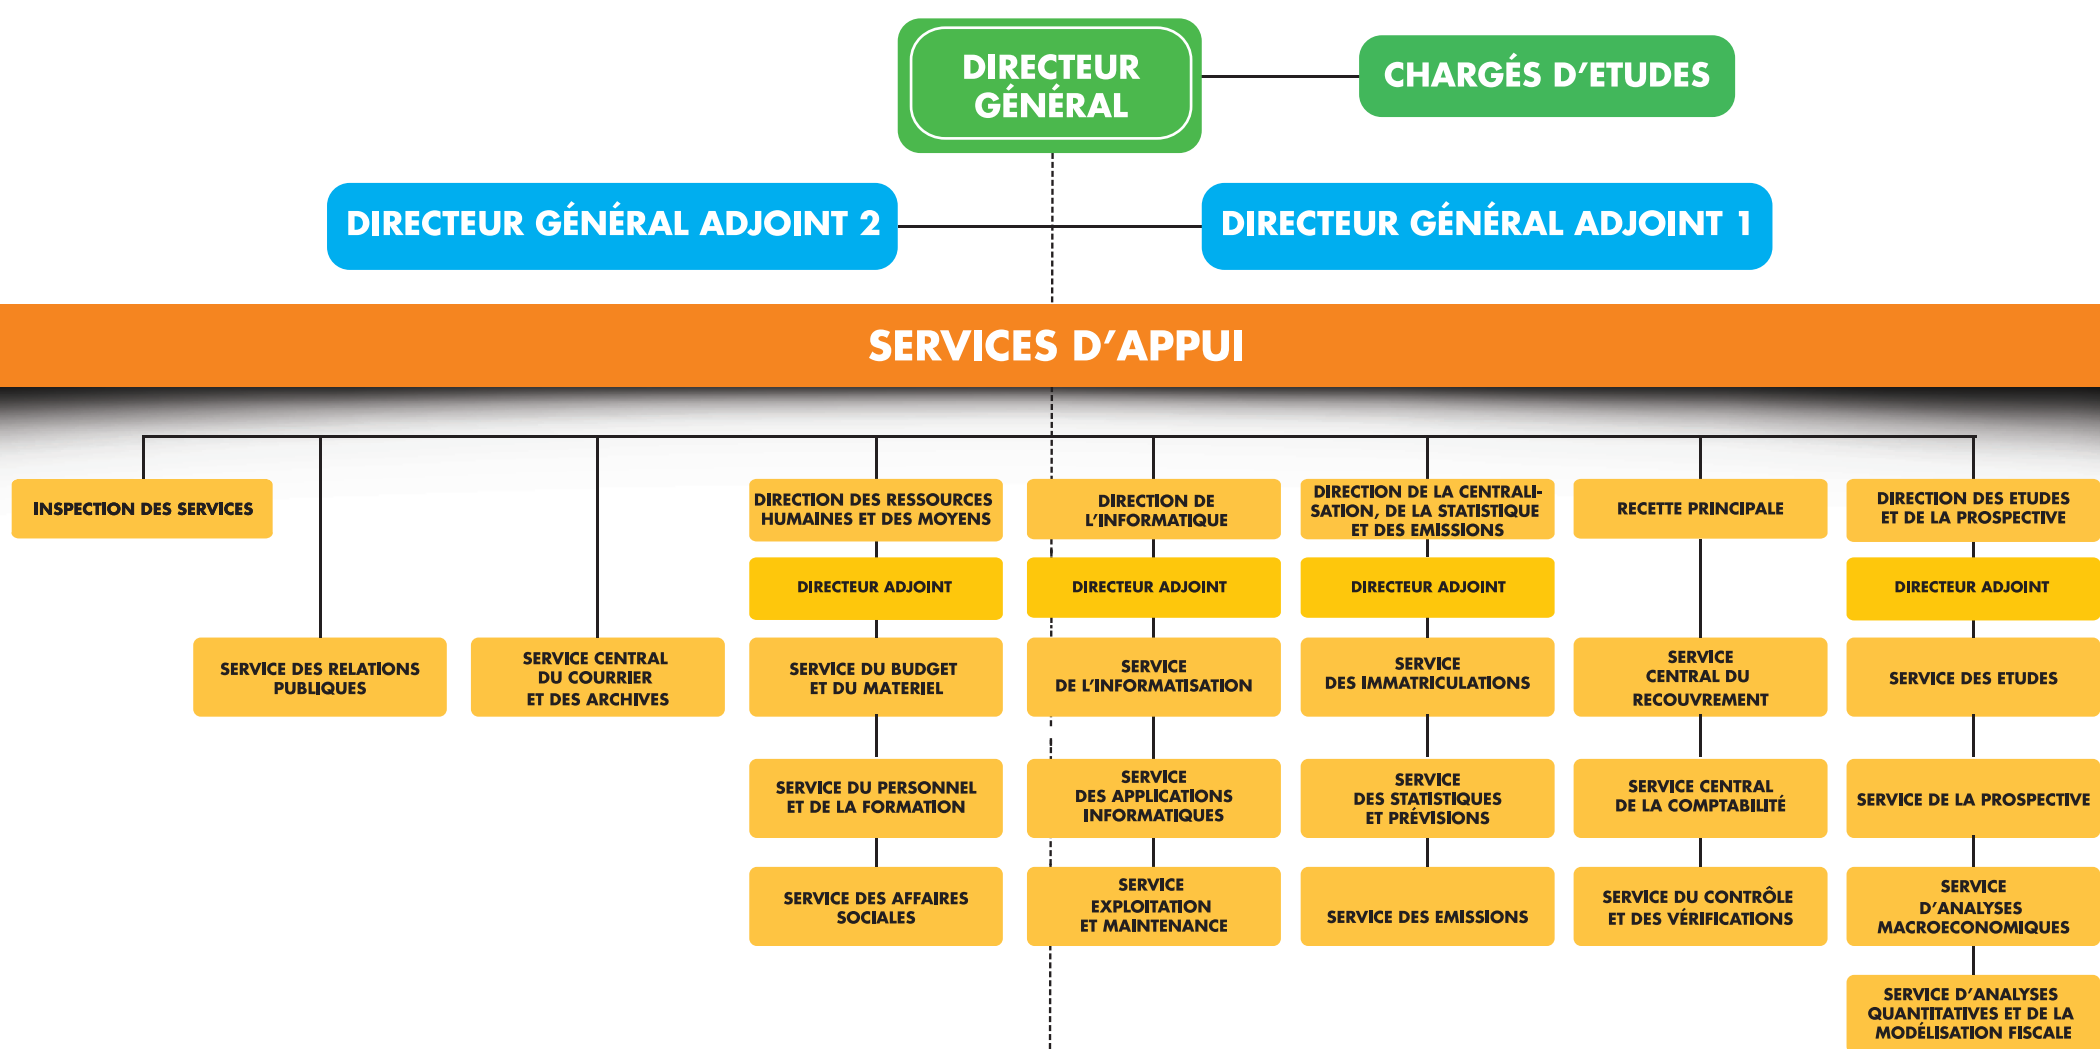 DIRECTEUR
GÉNÉRAL
CHARGÉS D’ETUDES
DIRECTEUR GÉNÉRAL ADJOINT 2
DIRECTEUR GÉNÉRAL ADJOINT 1
SERVICES D’APPUI
INSPECTION DES SERVICES
SERVICE DES RELATIONS
PUBLIQUES
SERVICE CENTRAL
DU COURRIER
ET DES ARCHIVES
DIRECTION DES RESSOURCES
HUMAINES ET DES MOYENS
DIRECTEUR ADJOINT
SERVICE DU BUDGET
ET DU MATERIEL
SERVICE DU PERSONNEL
ET DE LA FORMATION
SERVICE DES AFFAIRES
SOCIALES
DIRECTION DE
L’INFORMATIQUE
DIRECTEUR ADJOINT
SERVICE
DE L’INFORMATISATION
SERVICE
DES APPLICATIONS
INFORMATIQUES
SERVICE
EXPLOITATION
ET MAINTENANCE
DIRECTION DE LA CENTRALI-
SATION, DE LA STATISTIQUE
ET DES EMISSIONS
DIRECTEUR ADJOINT
SERVICE
DES IMMATRICULATIONS
SERVICE
DES STATISTIQUES
ET PRÉVISIONS
SERVICE DES EMISSIONS
RECETTE PRINCIPALE
SERVICE
CENTRAL DU
RECOUVREMENT
SERVICE CENTRAL
DE LA COMPTABILITÉ
SERVICE DU CONTRÔLE
ET DES VÉRIFICATIONS
DIRECTION DES ETUDES
ET DE LA PROSPECTIVE
DIRECTEUR ADJOINT
SERVICE DES ETUDES
SERVICE DE LA PROSPECTIVE
SERVICE
D’ANALYSES
MACROECONOMIQUES
SERVICE D’ANALYSES
QUANTITATIVES ET DE LA
MODÉLISATION FISCALE